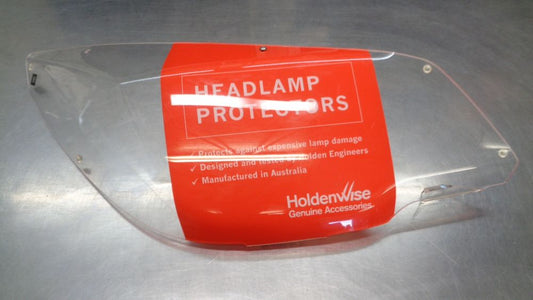 HEADLAMP
PROTECTORS
✓ Protects against expensive lamp damage
✓ Designed and tested by Holden Engineers
✓ Manufactured in Australia
HoldenWise
Genuine Accessories